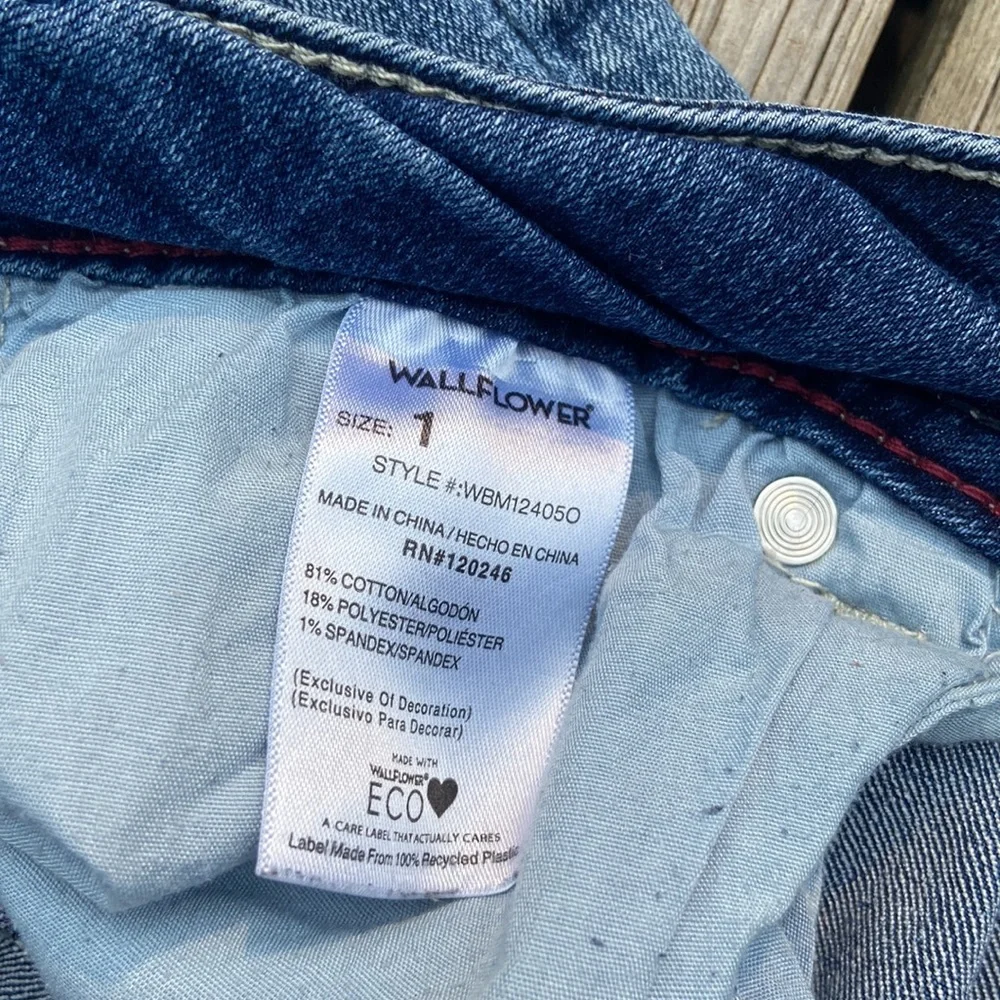 WALLFLOWER®
SIZE: 1
STYLE #:WBM12405O
MADE IN CHINA/HECHO EN CHINA
RN#120246
81% COTTON/ALGODÓN
18% POLYESTER/POLIÉSTER
1% SPANDEX/SPANDEX
(Exclusive Of Decoration)
(Exclusivo Para Decorar)
MADE WITH
WALLFLOWER®
ECO
A CARE LABEL THAT ACTUALLY CARES
Label Made From 100% Recycled Plastic